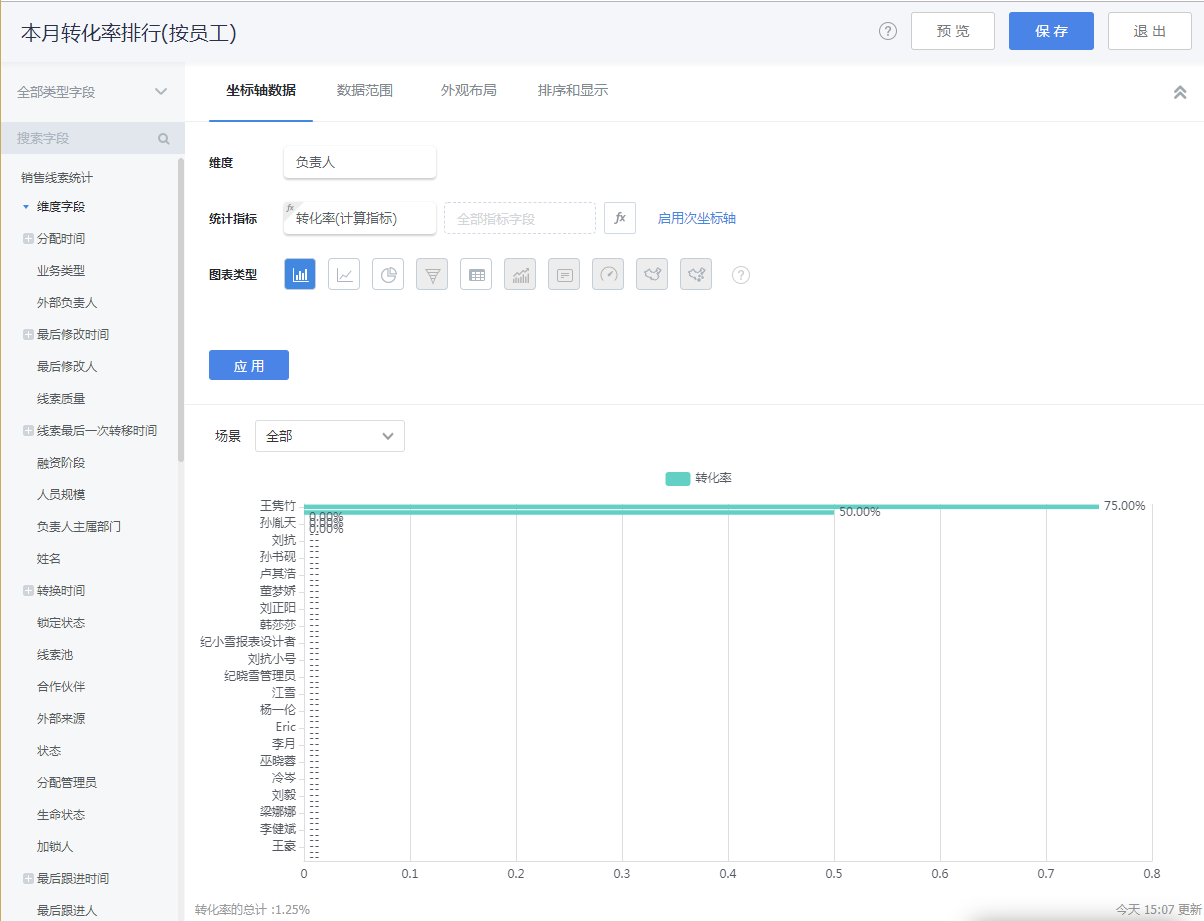 本月转化率排行(按员工)
?
预 览
保 存
退 出
全部类型字段
搜索字段
销售线索统计
维度字段
分配时间
业务类型
外部负责人
最后修改时间
最后修改人
线索质量
线索最后一次转移时间
融资阶段
人员规模
负责人主属部门
姓名
转换时间
锁定状态
线索池
合作伙伴
外部来源
状态
分配管理员
生命状态
加锁人
最后跟进时间
最后跟进人
坐标轴数据
数据范围
外观布局
排序和显示
维度
负责人
统计指标
fx
转化率(计算指标)
全部指标字段
fx
启用次坐标轴
图表类型
?
应 用
场景
全部
转化率
王隽竹
75.00%
50.00%
孙胤天
0.00%
0.00%
0.00%
刘抗
--
孙书砚
--
卢其浩
--
董梦娇
--
刘正阳
--
韩莎莎
--
纪小雪报表设计者
--
刘抗小号
--
纪晓雪管理员
--
江雪
--
杨一伦
--
Eric
--
李月
--
巫晓蓉
--
冷岑
--
刘毅
--
梁娜娜
--
李健斌
--
王豪
--
0
0.1
0.2
0.3
0.4
0.5
0.6
0.7
0.8
转化率的总计 :1.25%
今天 15:07 更新